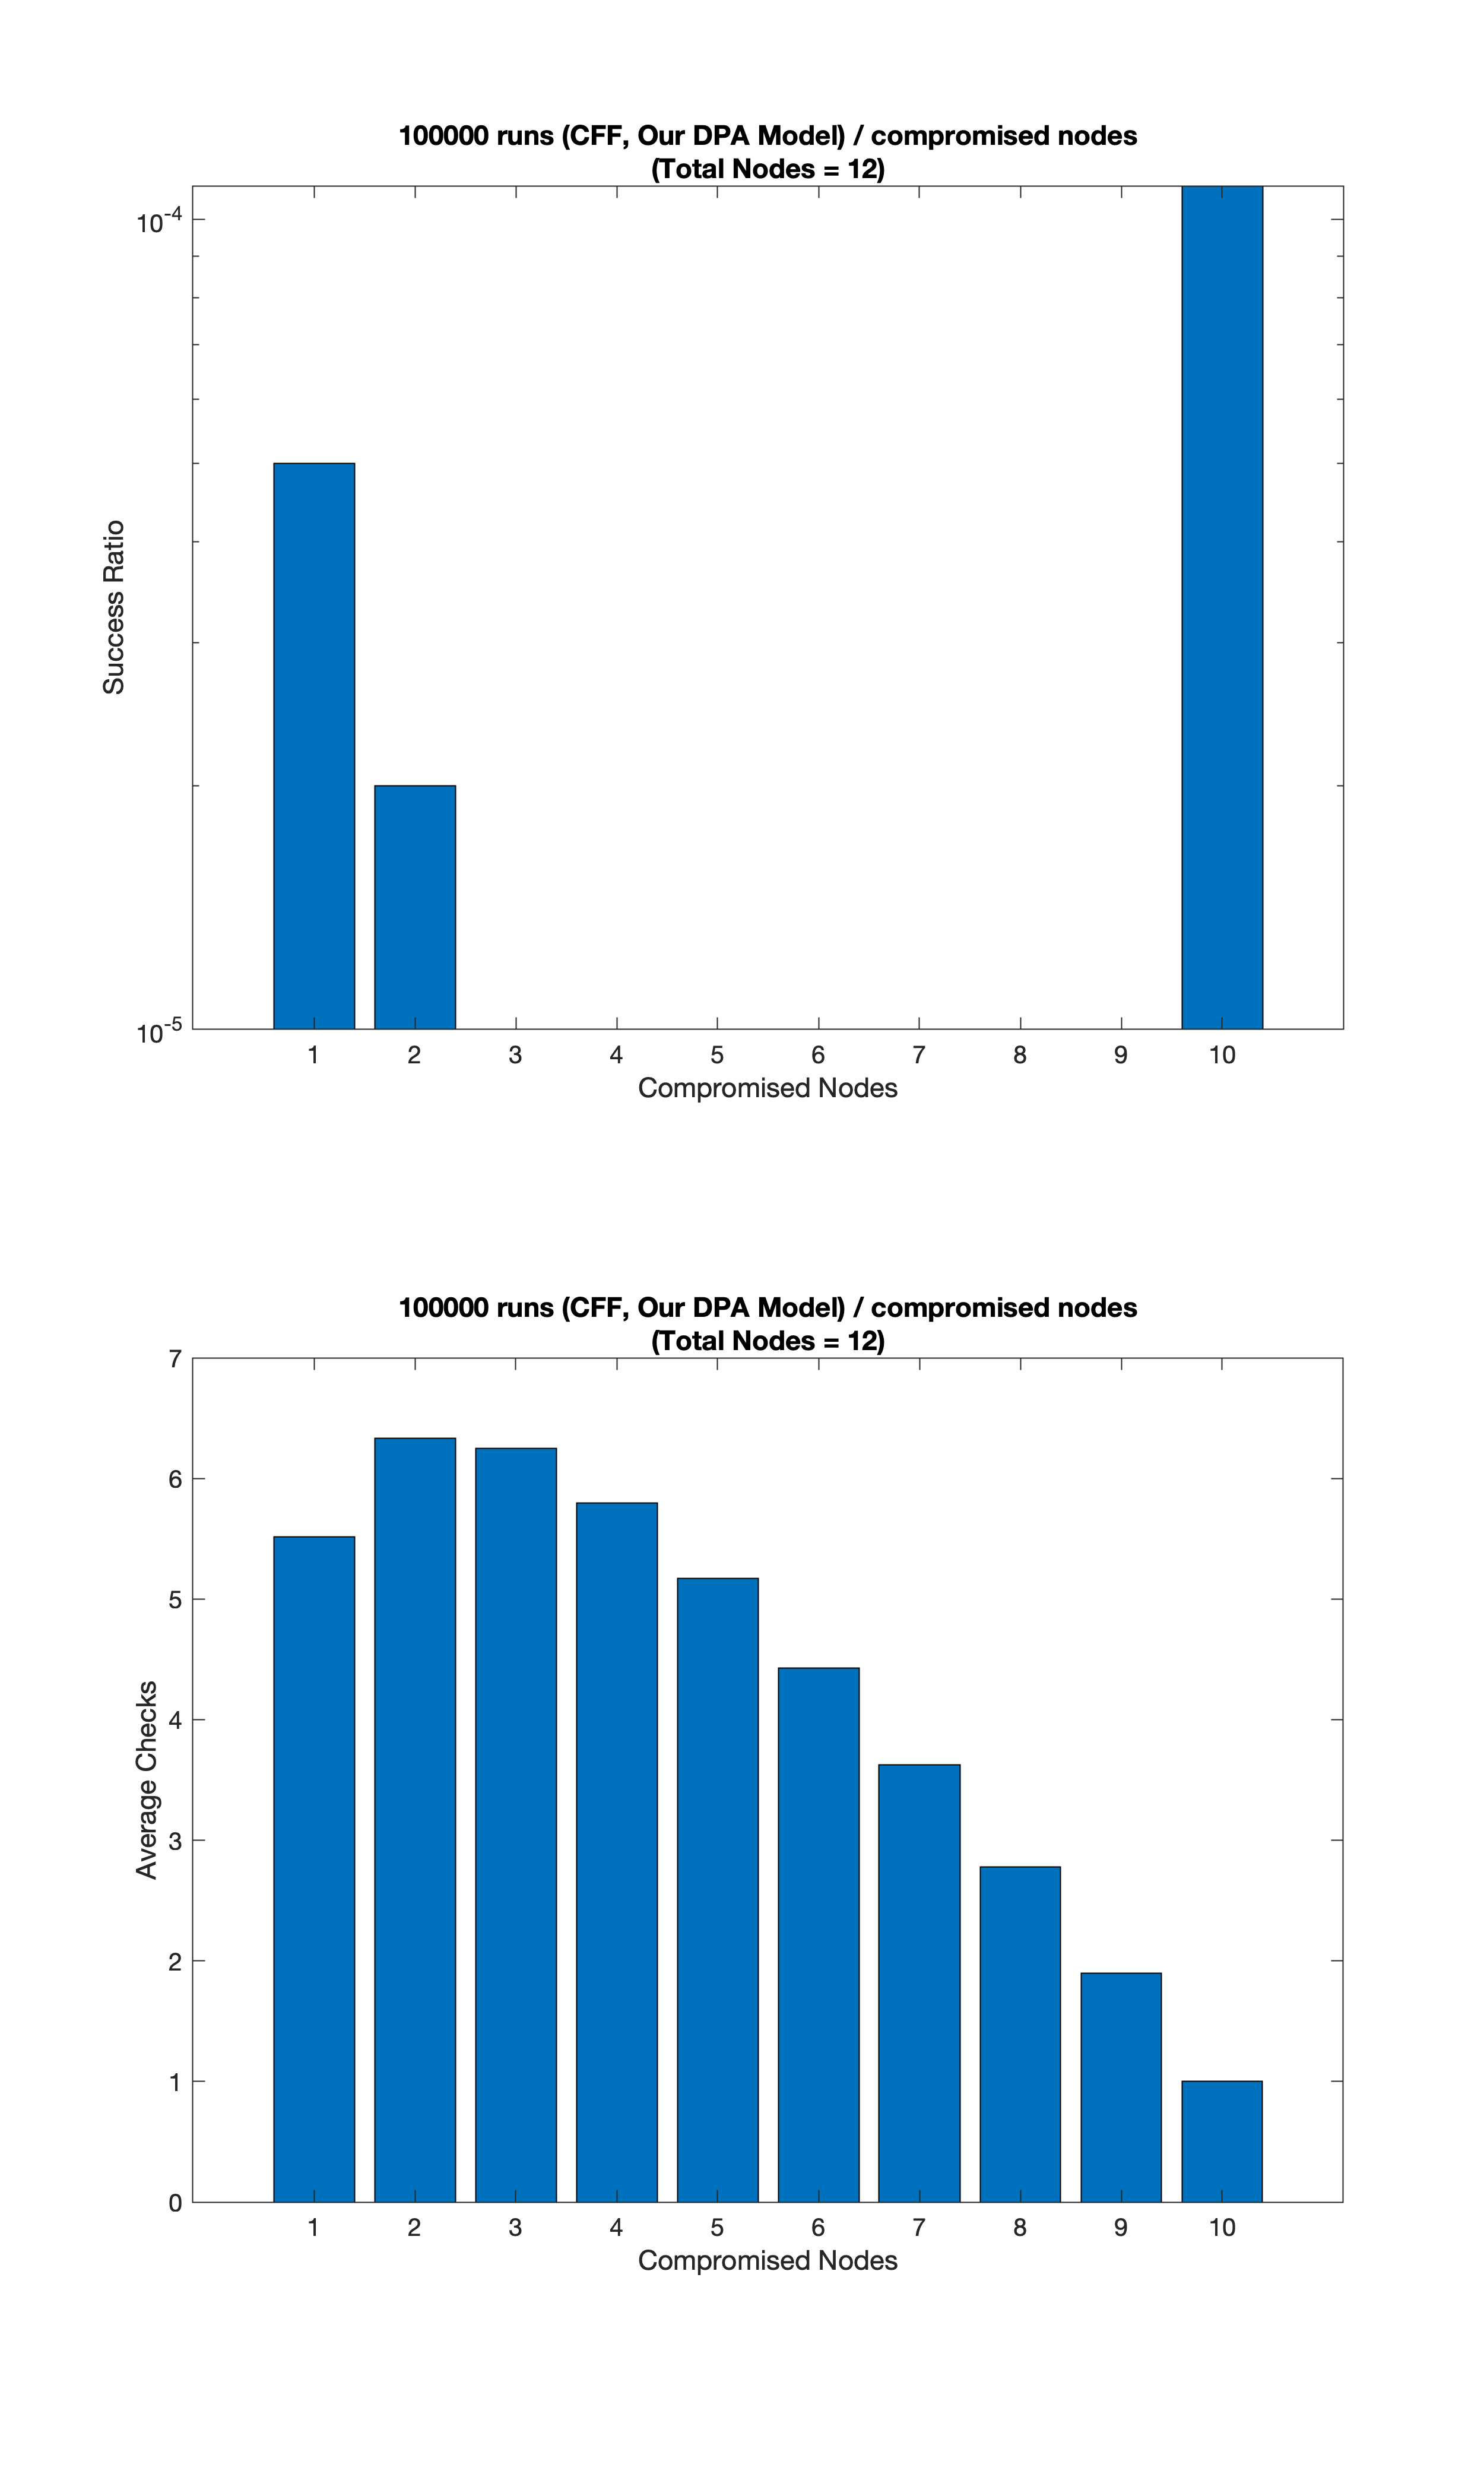 100000 runs (CFF, Our DPA Model) / compromised nodes
(Total Nodes = 12)
10^-4
10^-5
Success Ratio
1 2 3 4 5 6 7 8 9 10
Compromised Nodes
100000 runs (CFF, Our DPA Model) / compromised nodes
(Total Nodes = 12)
7
6
5
4
3
2
1
0
Average Checks
1 2 3 4 5 6 7 8 9 10
Compromised Nodes